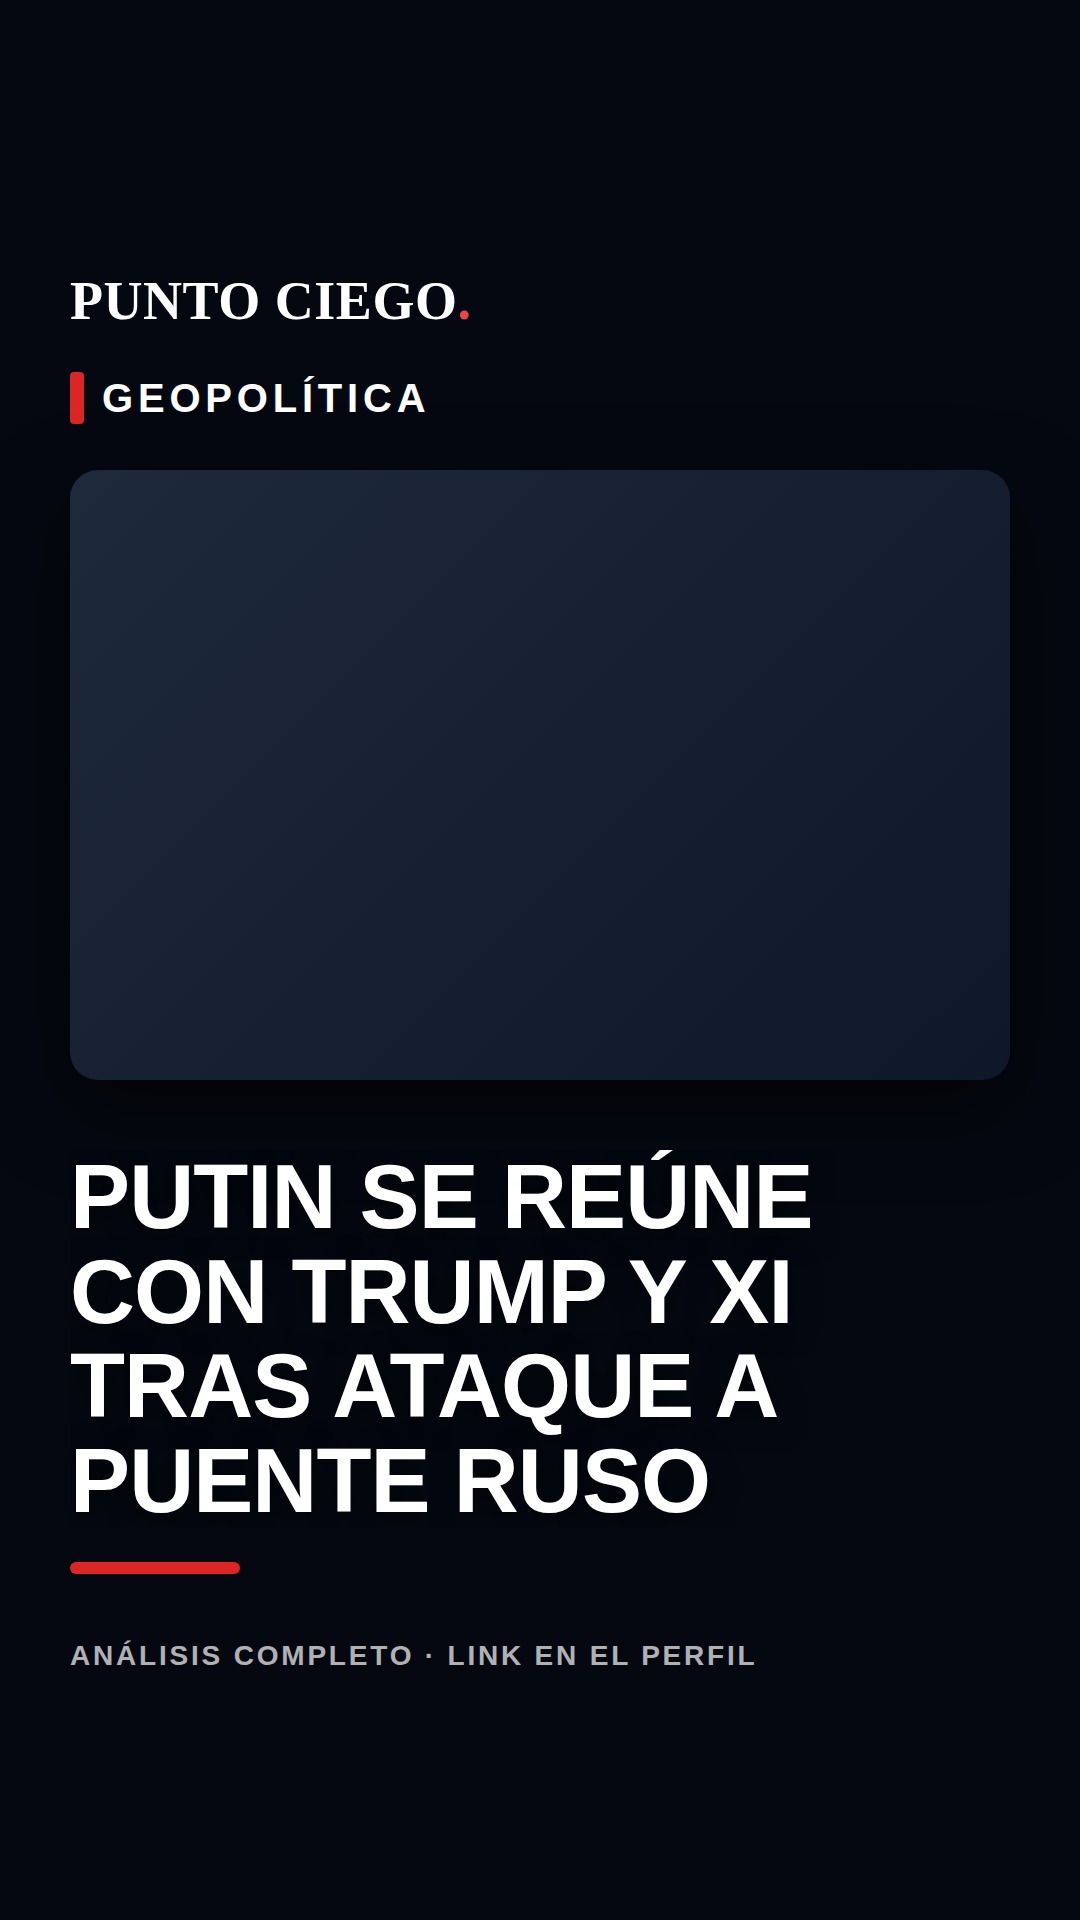 PUNTO CIEGO.
GEOPOLÍTICA
PUTIN SE REÚNE
CON TRUMP Y XI
TRAS ATAQUE A
PUENTE RUSO
ANÁLISIS COMPLETO · LINK EN EL PERFIL